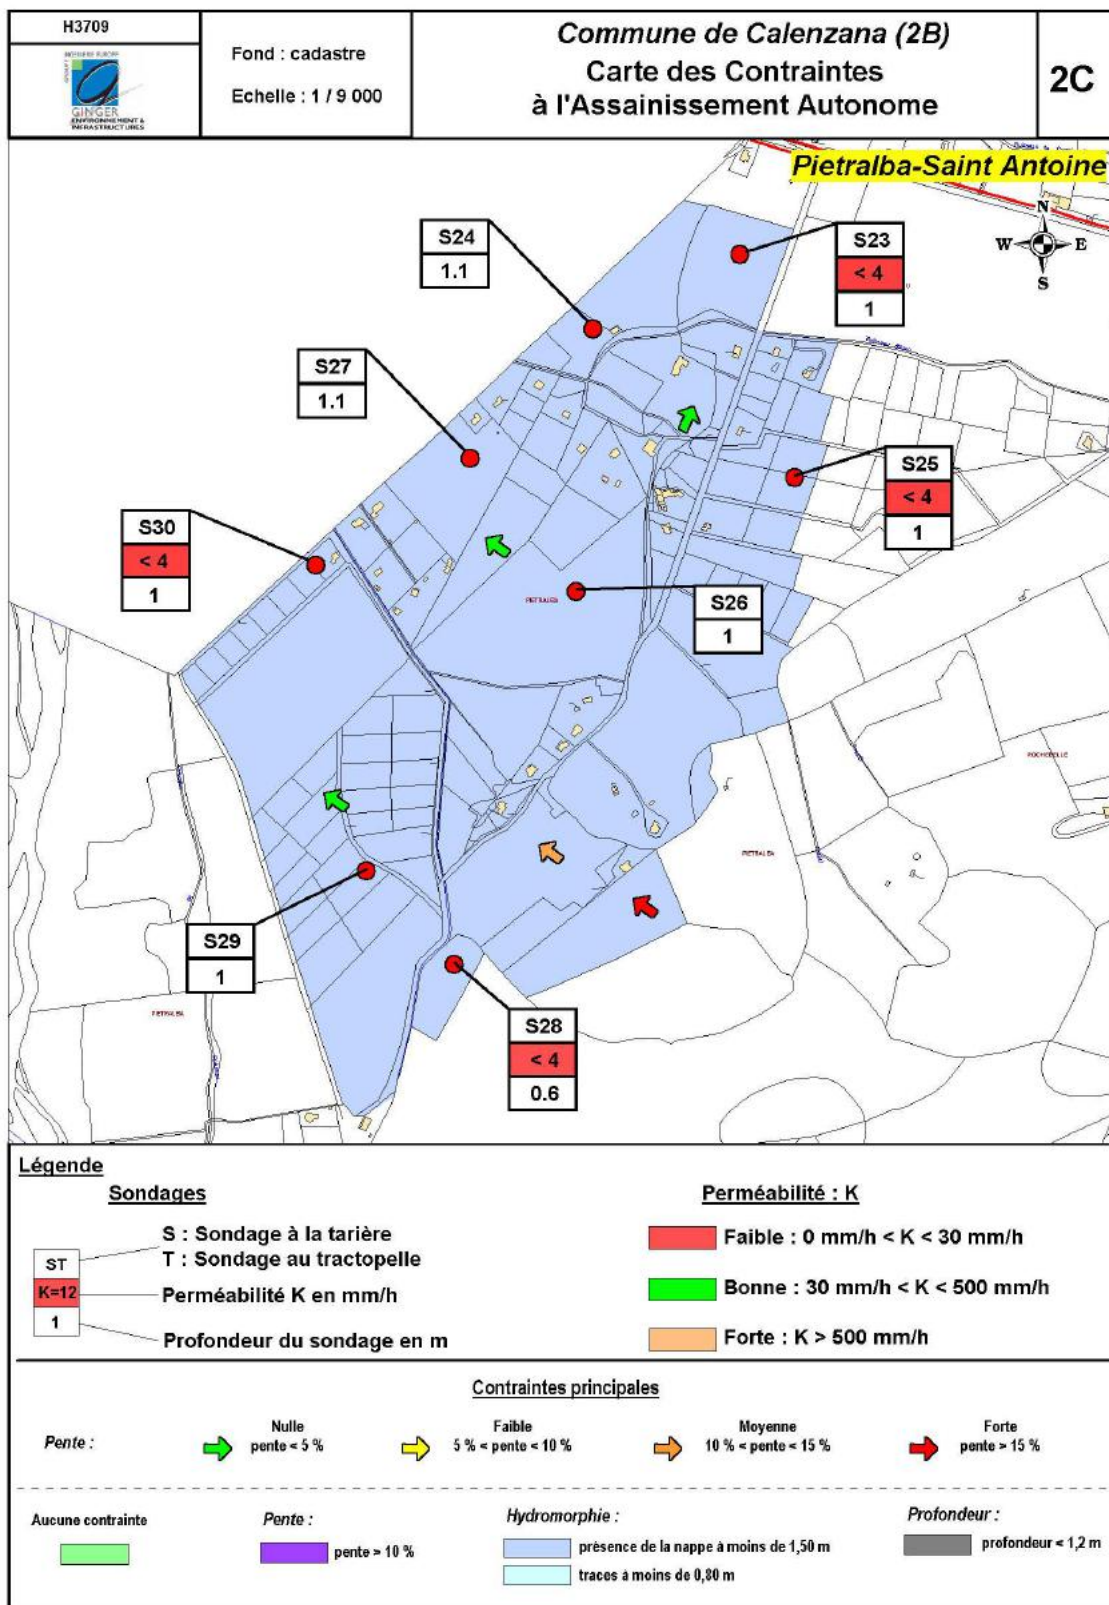 H3709
GINGER
ENVIRONNEMENT &
INFRASTRUCTURES
Fond : cadastre
Echelle : 1 / 9 000
Commune de Calenzana (2B)
Carte des Contraintes
à l'Assainissement Autonome
2C
Pietralba-Saint Antoine
N
W
E
S
S24
1.1
S23
< 4
1
S27
1.1
S25
< 4
1
S30
< 4
1
PIETRALBA
S26
1
ROCHEBELLE
PIETRALBA
S29
1
PIETRALBA
S28
< 4
0.6
Légende
Sondages
S : Sondage à la tarière
T : Sondage au tractopelle
ST
K=12
1
Perméabilité K en mm/h
Profondeur du sondage en m
Perméabilité : K
Faible : 0 mm/h < K < 30 mm/h
Bonne : 30 mm/h < K < 500 mm/h
Forte : K > 500 mm/h
Contraintes principales
Pente :
Nulle
pente < 5 %
Faible
5 % < pente < 10 %
Moyenne
10 % < pente < 15 %
Forte
pente > 15 %
Aucune contrainte
Pente :
pente > 10 %
Hydromorphie :
présence de la nappe à moins de 1,50 m
traces à moins de 0,80 m
Profondeur :
profondeur < 1,2 m